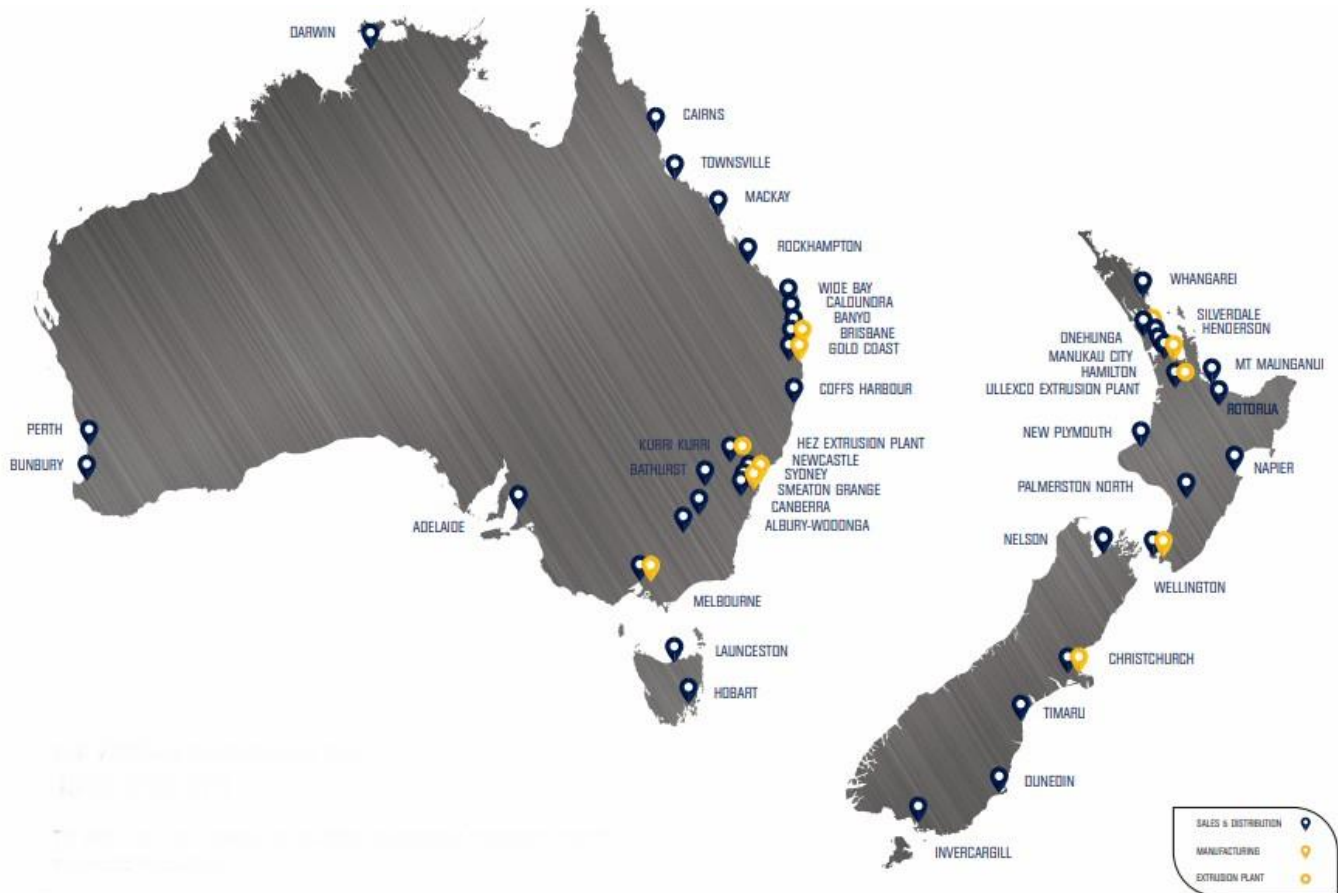 DARWIN
CAIRNS
TOWNSVILLE
MACKAY
ROCKHAMPTON
WIDE BAY
CALOUNDRA
BANYO
BRISBANE
GOLD COAST
COFFS HARBOUR
PERTH
BUNBURY
KURRI KURRI
HEZ EXTRUSION PLANT
NEWCASTLE
BATHURST
SYDNEY
SMEATON GRANGE
CANBERRA
ALBURY-WODONGA
ADELAIDE
MELBOURNE
LAUNCESTON
HOBART
WHANGAREI
SILVERDALE
HENDERSON
ONEHUNGA
MANUKAU CITY
HAMILTON
MT MAUNGANUI
ULLEXCO EXTRUSION PLANT
ROTORUA
NEW PLYMOUTH
NAPIER
PALMERSTON NORTH
NELSON
WELLINGTON
CHRISTCHURCH
TIMARU
DUNEDIN
INVERCARGILL
SALES & DISTRIBUTION
MANUFACTURING
EXTRUSION PLANT